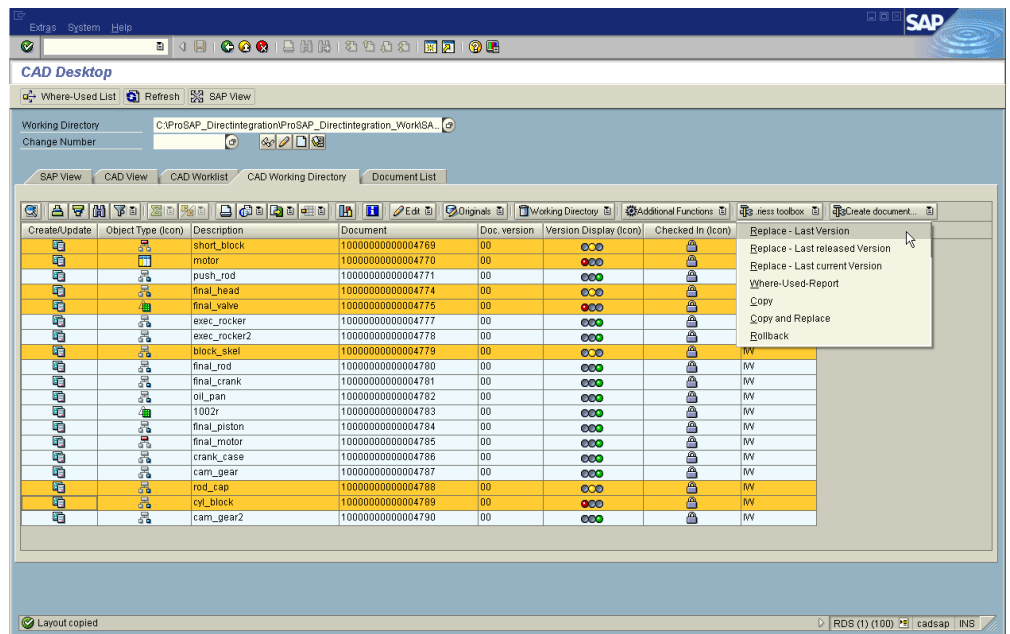 SAP
Extras System Help
CAD Desktop
Where-Used List Refresh SAP View
Working Directory C:\ProSAP_Directintegration\ProSAP_Directintegration_Work\SA...
Change Number
SAP View CAD View CAD Worklist CAD Working Directory Document List
Edit Originals Working Directory Additional Functions .riess toolbox Create document...
Create/Update Object Type (Icon) Description Document Doc. version Version Display (Icon) Checked In (Icon)
Replace - Last Version
Replace - Last released Version
Replace - Last current Version
Where-Used-Report
Copy
Copy and Replace
Rollback
short_block 10000000000004769 00
motor 10000000000004770 00
push_rod 10000000000004771 00
final_head 10000000000004774 00
final_valve 10000000000004775 00
exec_rocker 10000000000004777 00
exec_rocker2 10000000000004778 00
block_skel 10000000000004779 00 IW
final_rod 10000000000004780 00 IW
final_crank 10000000000004781 00 IW
oil_pan 10000000000004782 00 IW
1002r 10000000000004783 00 IW
final_piston 10000000000004784 00 IW
final_motor 10000000000004785 00 IW
crank_case 10000000000004786 00 IW
cam_gear 10000000000004787 00 IW
rod_cap 10000000000004788 00 IW
cyl_block 10000000000004789 00 IW
cam_gear2 10000000000004790 00 IW
Layout copied RDS (1) (100) cadsap INS